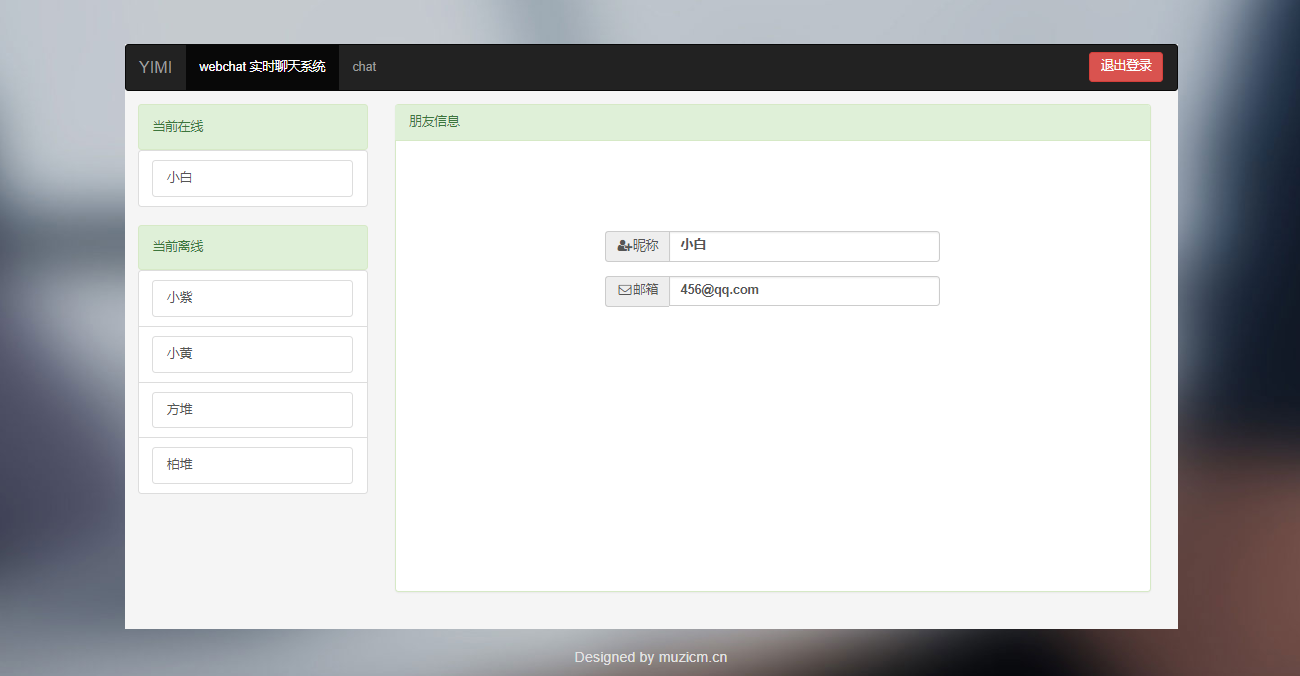 YIMI webchat 实时聊天系统 chat 退出登录
当前在线
小白
当前离线
小紫
小黄
方堆
柏堆
朋友信息
昵称 小白
邮箱 456@qq.com
Designed by muzicm.cn